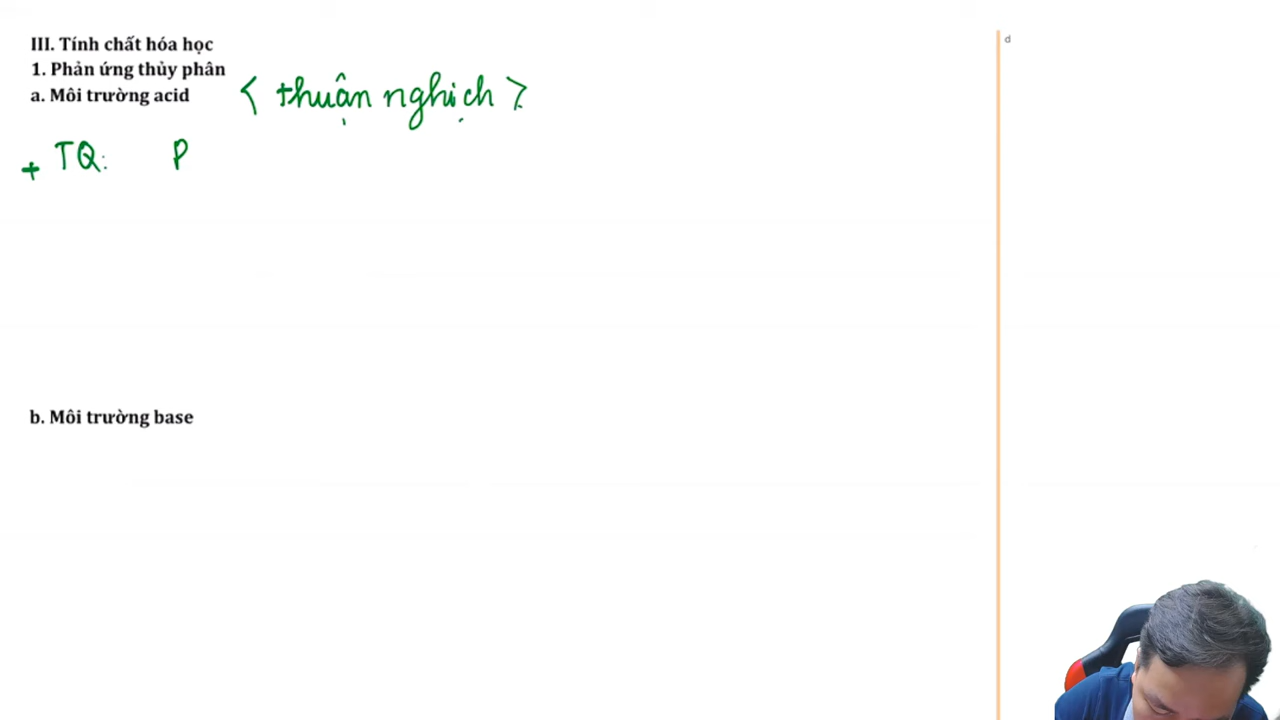 III. Tính chất hóa học
1. Phản ứng thủy phân
a. Môi trường acid < thuận nghịch >
+ TQ: P
b. Môi trường base
d